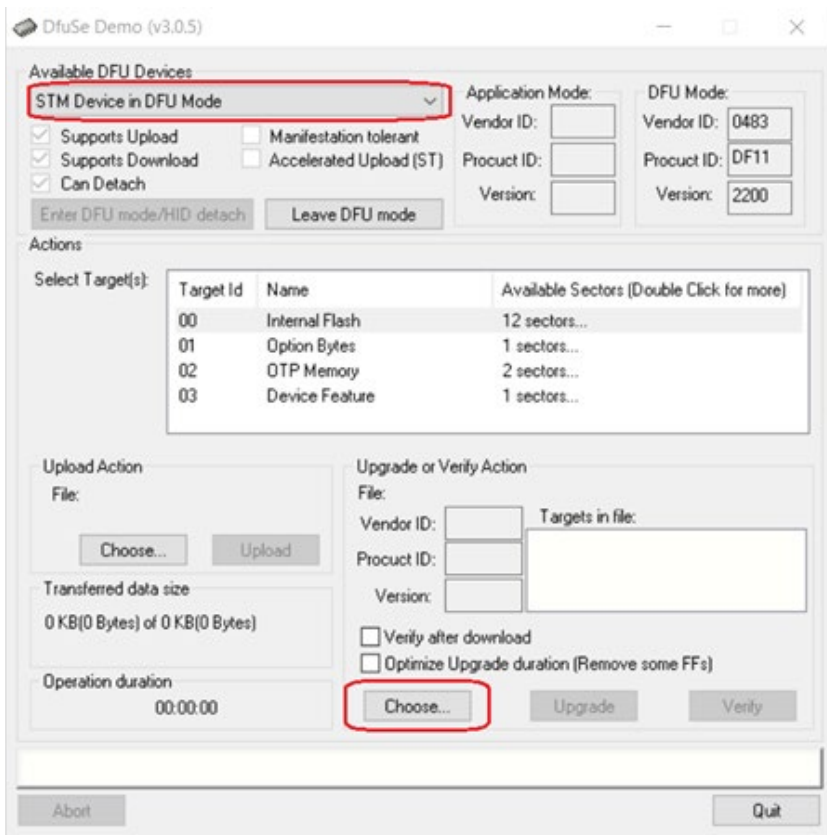 DfuSe Demo (v3.0.5)
Available DFU Devices
STM Device in DFU Mode
Supports Upload
Manifestation tolerant
Supports Download
Accelerated Upload (ST)
Can Detach
Enter DFU mode/HID detach
Leave DFU mode
Application Mode:
Vendor ID:
Procuct ID:
Version:
DFU Mode:
Vendor ID: 0483
Procuct ID: DF11
Version: 2200
Actions
Select Target(s):
Target Id Name Available Sectors (Double Click for more)
00 Internal Flash 12 sectors...
01 Option Bytes 1 sectors...
02 OTP Memory 2 sectors...
03 Device Feature 1 sectors...
Upload Action
File:
Choose...
Upload
Transferred data size
0 KB(0 Bytes) of 0 KB(0 Bytes)
Operation duration
00:00:00
Upgrade or Verify Action
File:
Vendor ID:
Procuct ID:
Version:
Targets in file:
Verify after download
Optimize Upgrade duration (Remove some FFs)
Choose...
Upgrade
Verify
Abort
Quit